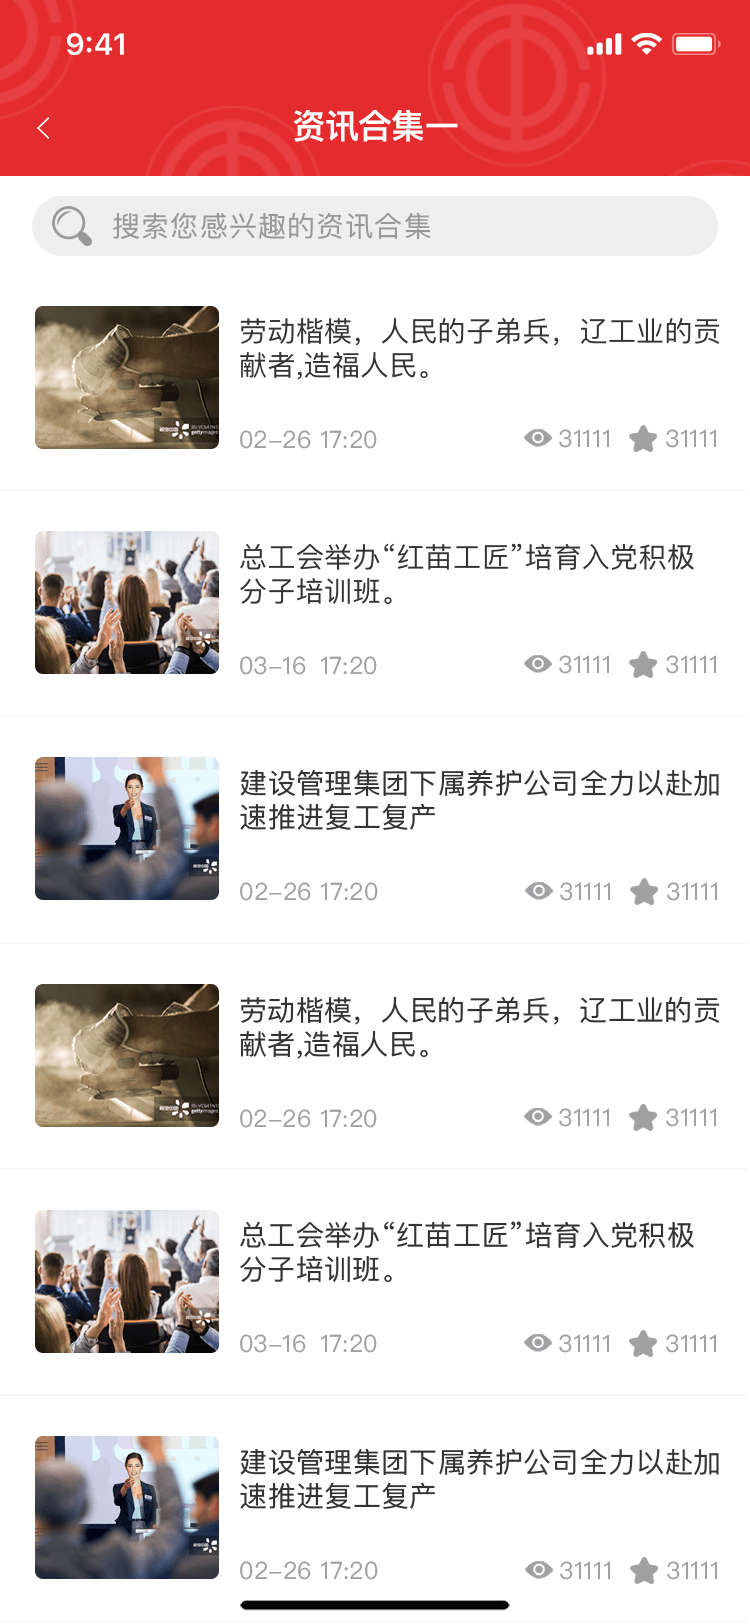 9:41
资讯合集一
搜索您感兴趣的资讯合集
劳动楷模，人民的子弟兵，辽工业的贡
献者,造福人民。
02-26 17:20 31111 31111
总工会举办“红苗工匠”培育入党积极
分子培训班。
03-16 17:20 31111 31111
建设管理集团下属养护公司全力以赴加
速推进复工复产
02-26 17:20 31111 31111
劳动楷模，人民的子弟兵，辽工业的贡
献者,造福人民。
02-26 17:20 31111 31111
总工会举办“红苗工匠”培育入党积极
分子培训班。
03-16 17:20 31111 31111
建设管理集团下属养护公司全力以赴加
速推进复工复产
02-26 17:20 31111 31111